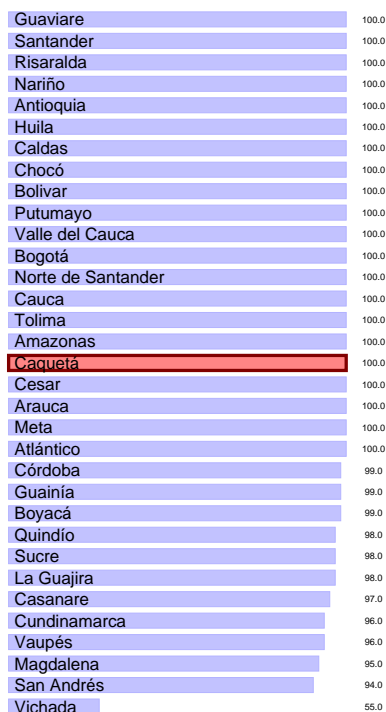 Guaviare 100.0
Santander 100.0
Risaralda 100.0
Nariño 100.0
Antioquia 100.0
Huila 100.0
Caldas 100.0
Chocó 100.0
Bolivar 100.0
Putumayo 100.0
Valle del Cauca 100.0
Bogotá 100.0
Norte de Santander 100.0
Cauca 100.0
Tolima 100.0
Amazonas 100.0
Caquetá 100.0
Cesar 100.0
Arauca 100.0
Meta 100.0
Atlántico 100.0
Córdoba 99.0
Guainía 99.0
Boyacá 99.0
Quindío 98.0
Sucre 98.0
La Guajira 98.0
Casanare 97.0
Cundinamarca 96.0
Vaupés 96.0
Magdalena 95.0
San Andrés 94.0
Vichada 55.0